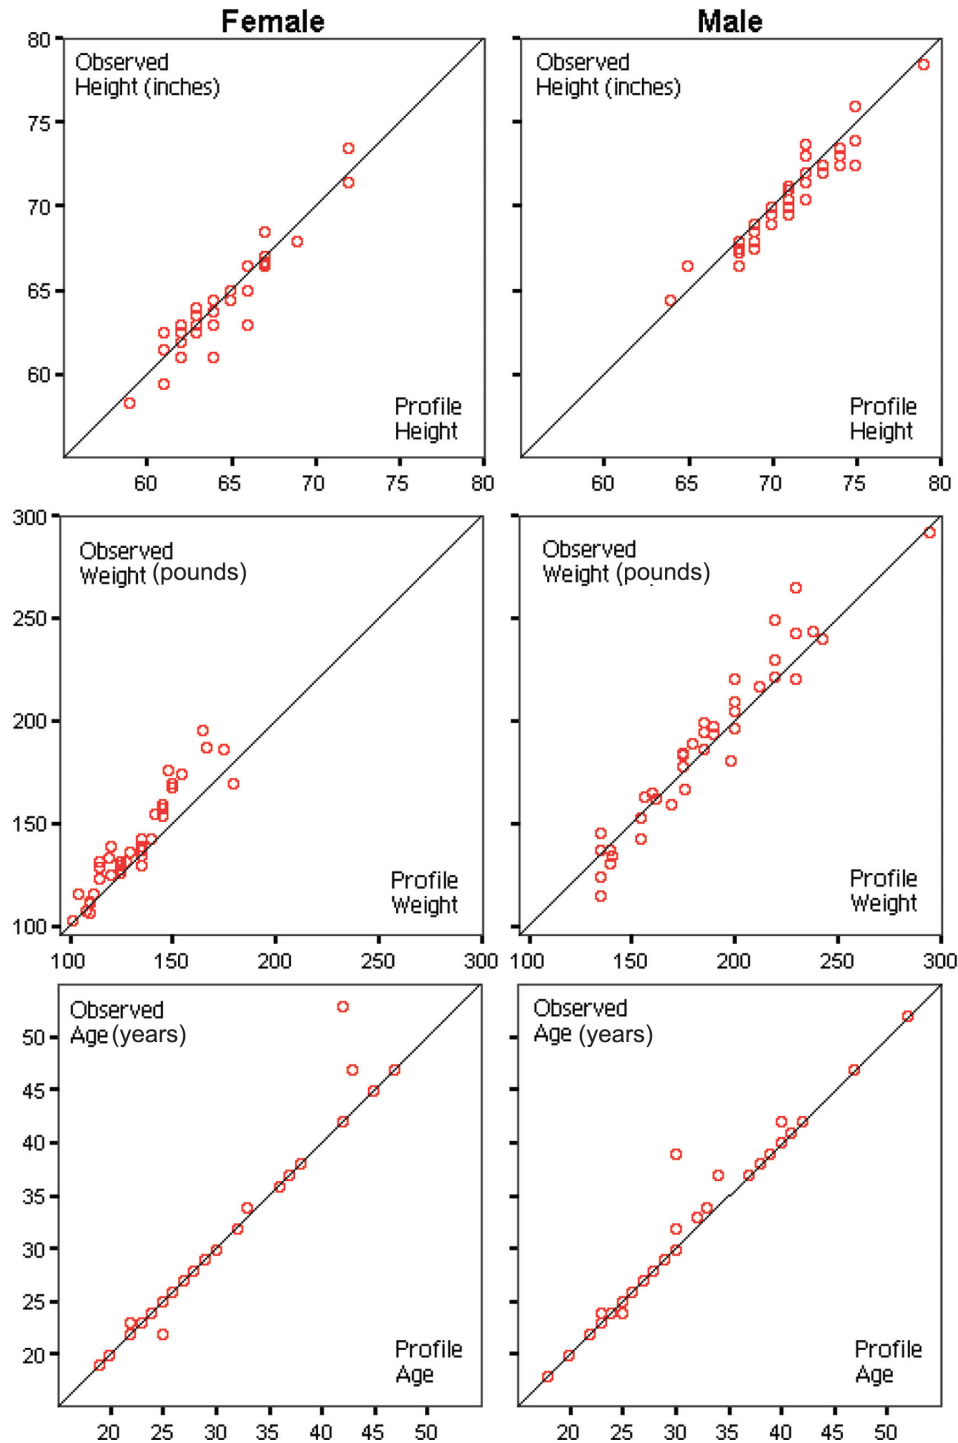 Female
Male
80
75
70
65
60
Observed
Height (inches)
Profile
Height
60 65 70 75 80
Observed
Height (inches)
Profile
Height
60 65 70 75 80
300
250
200
150
100
Observed
Weight (pounds)
Profile
Weight
100 150 200 250 300
Observed
Weight (pounds)
Profile
Weight
100 150 200 250 300
50
45
40
35
30
25
20
Observed
Age (years)
Profile
Age
20 25 30 35 40 45 50
Observed
Age (years)
Profile
Age
20 25 30 35 40 45 50